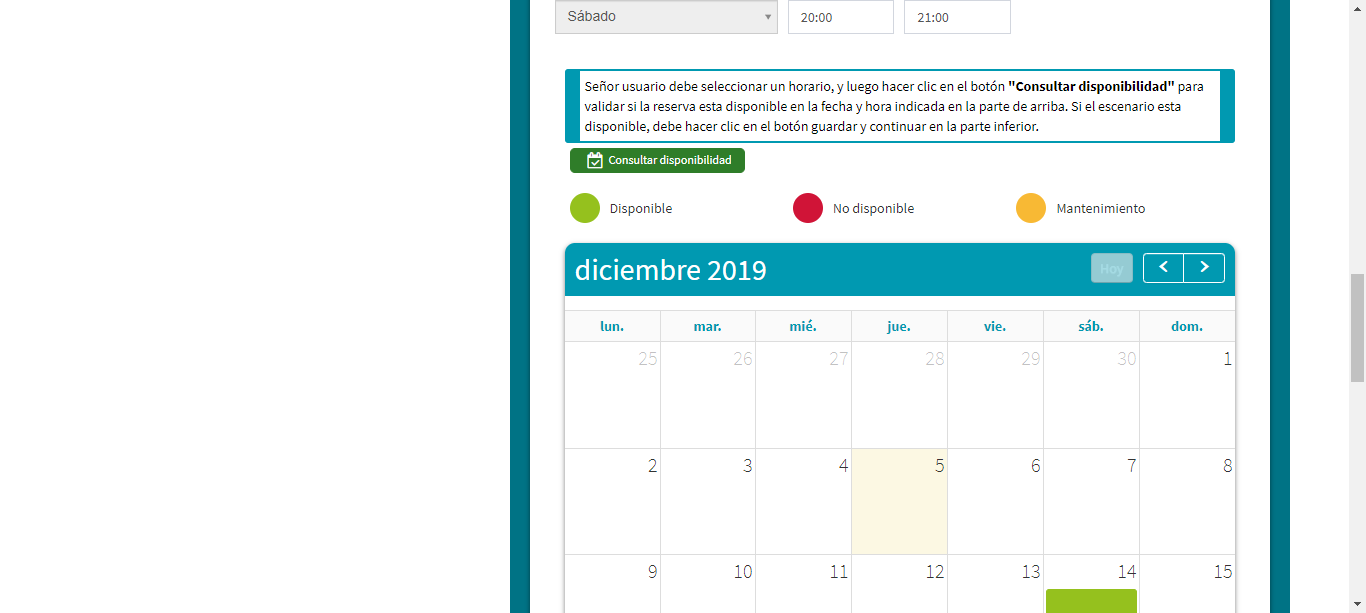 Sábado 20:00 21:00
Señor usuario debe seleccionar un horario, y luego hacer clic en el botón "Consultar disponibilidad" para
validar si la reserva esta disponible en la fecha y hora indicada en la parte de arriba. Si el escenario esta
disponible, debe hacer clic en el botón guardar y continuar en la parte inferior.
Consultar disponibilidad
Disponible No disponible Mantenimiento
diciembre 2019 Hoy
lun. mar. mié. jue. vie. sáb. dom.
25 26 27 28 29 30 1
2 3 4 5 6 7 8
9 10 11 12 13 14 15